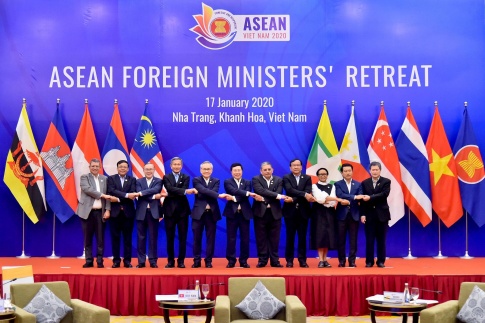 ASEAN
VIET NAM 2020
ASEAN FOREIGN MINISTERS' RETREAT
17 January 2020
Nha Trang, Khanh Hoa, Viet Nam